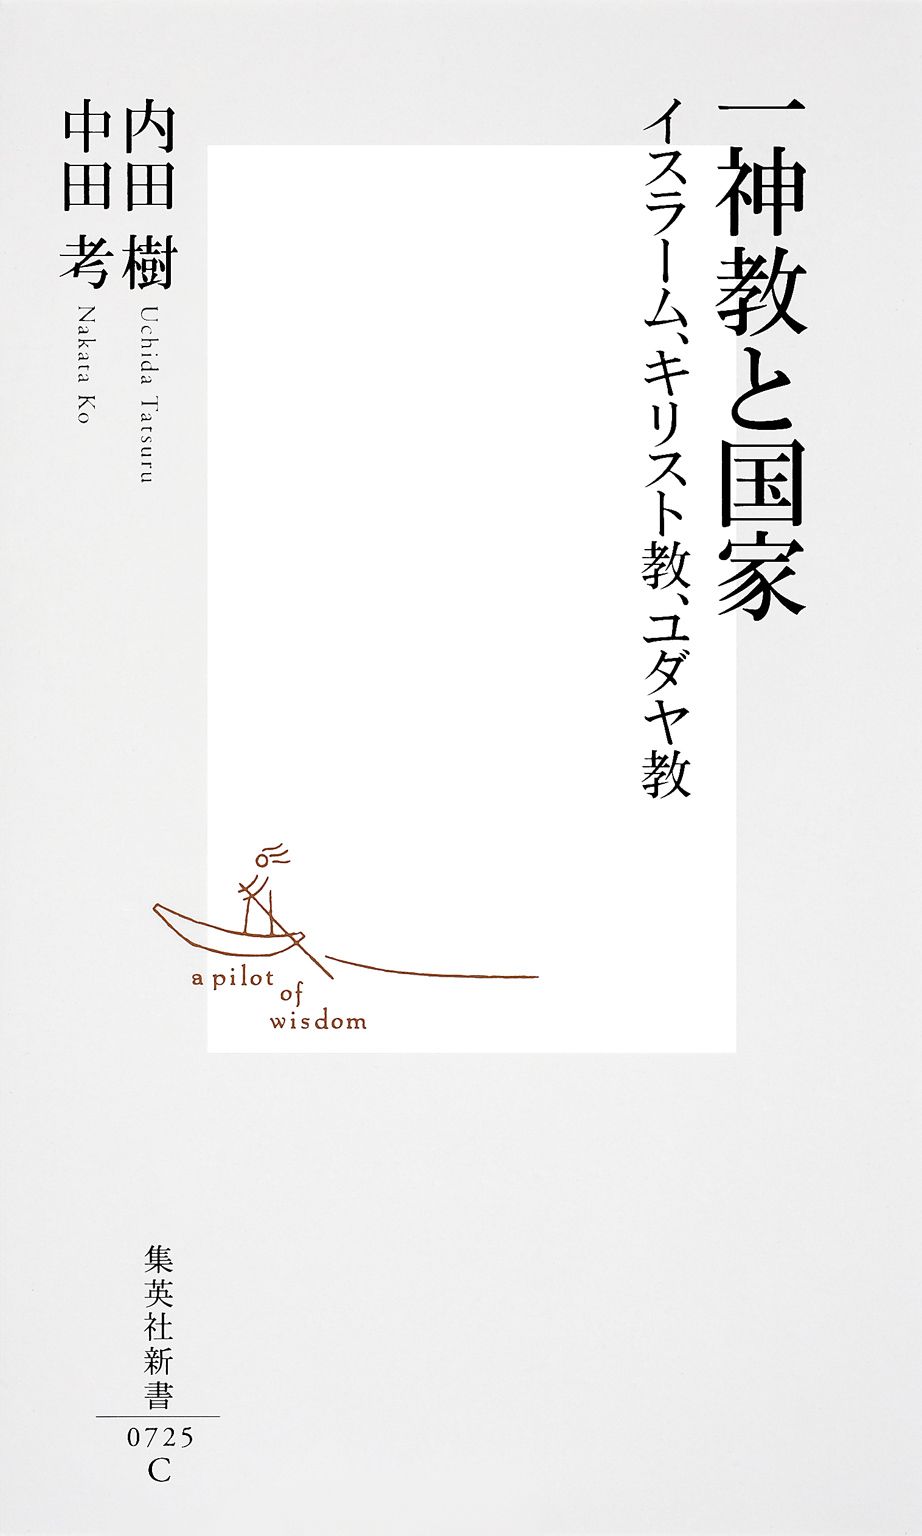 一神教と国家
イスラーム、キリスト教、ユダヤ教
内田 樹 Uchida Tatsuru
中田 考 Nakata Ko
a pilot
of
wisdom
集英社新書
0725
C